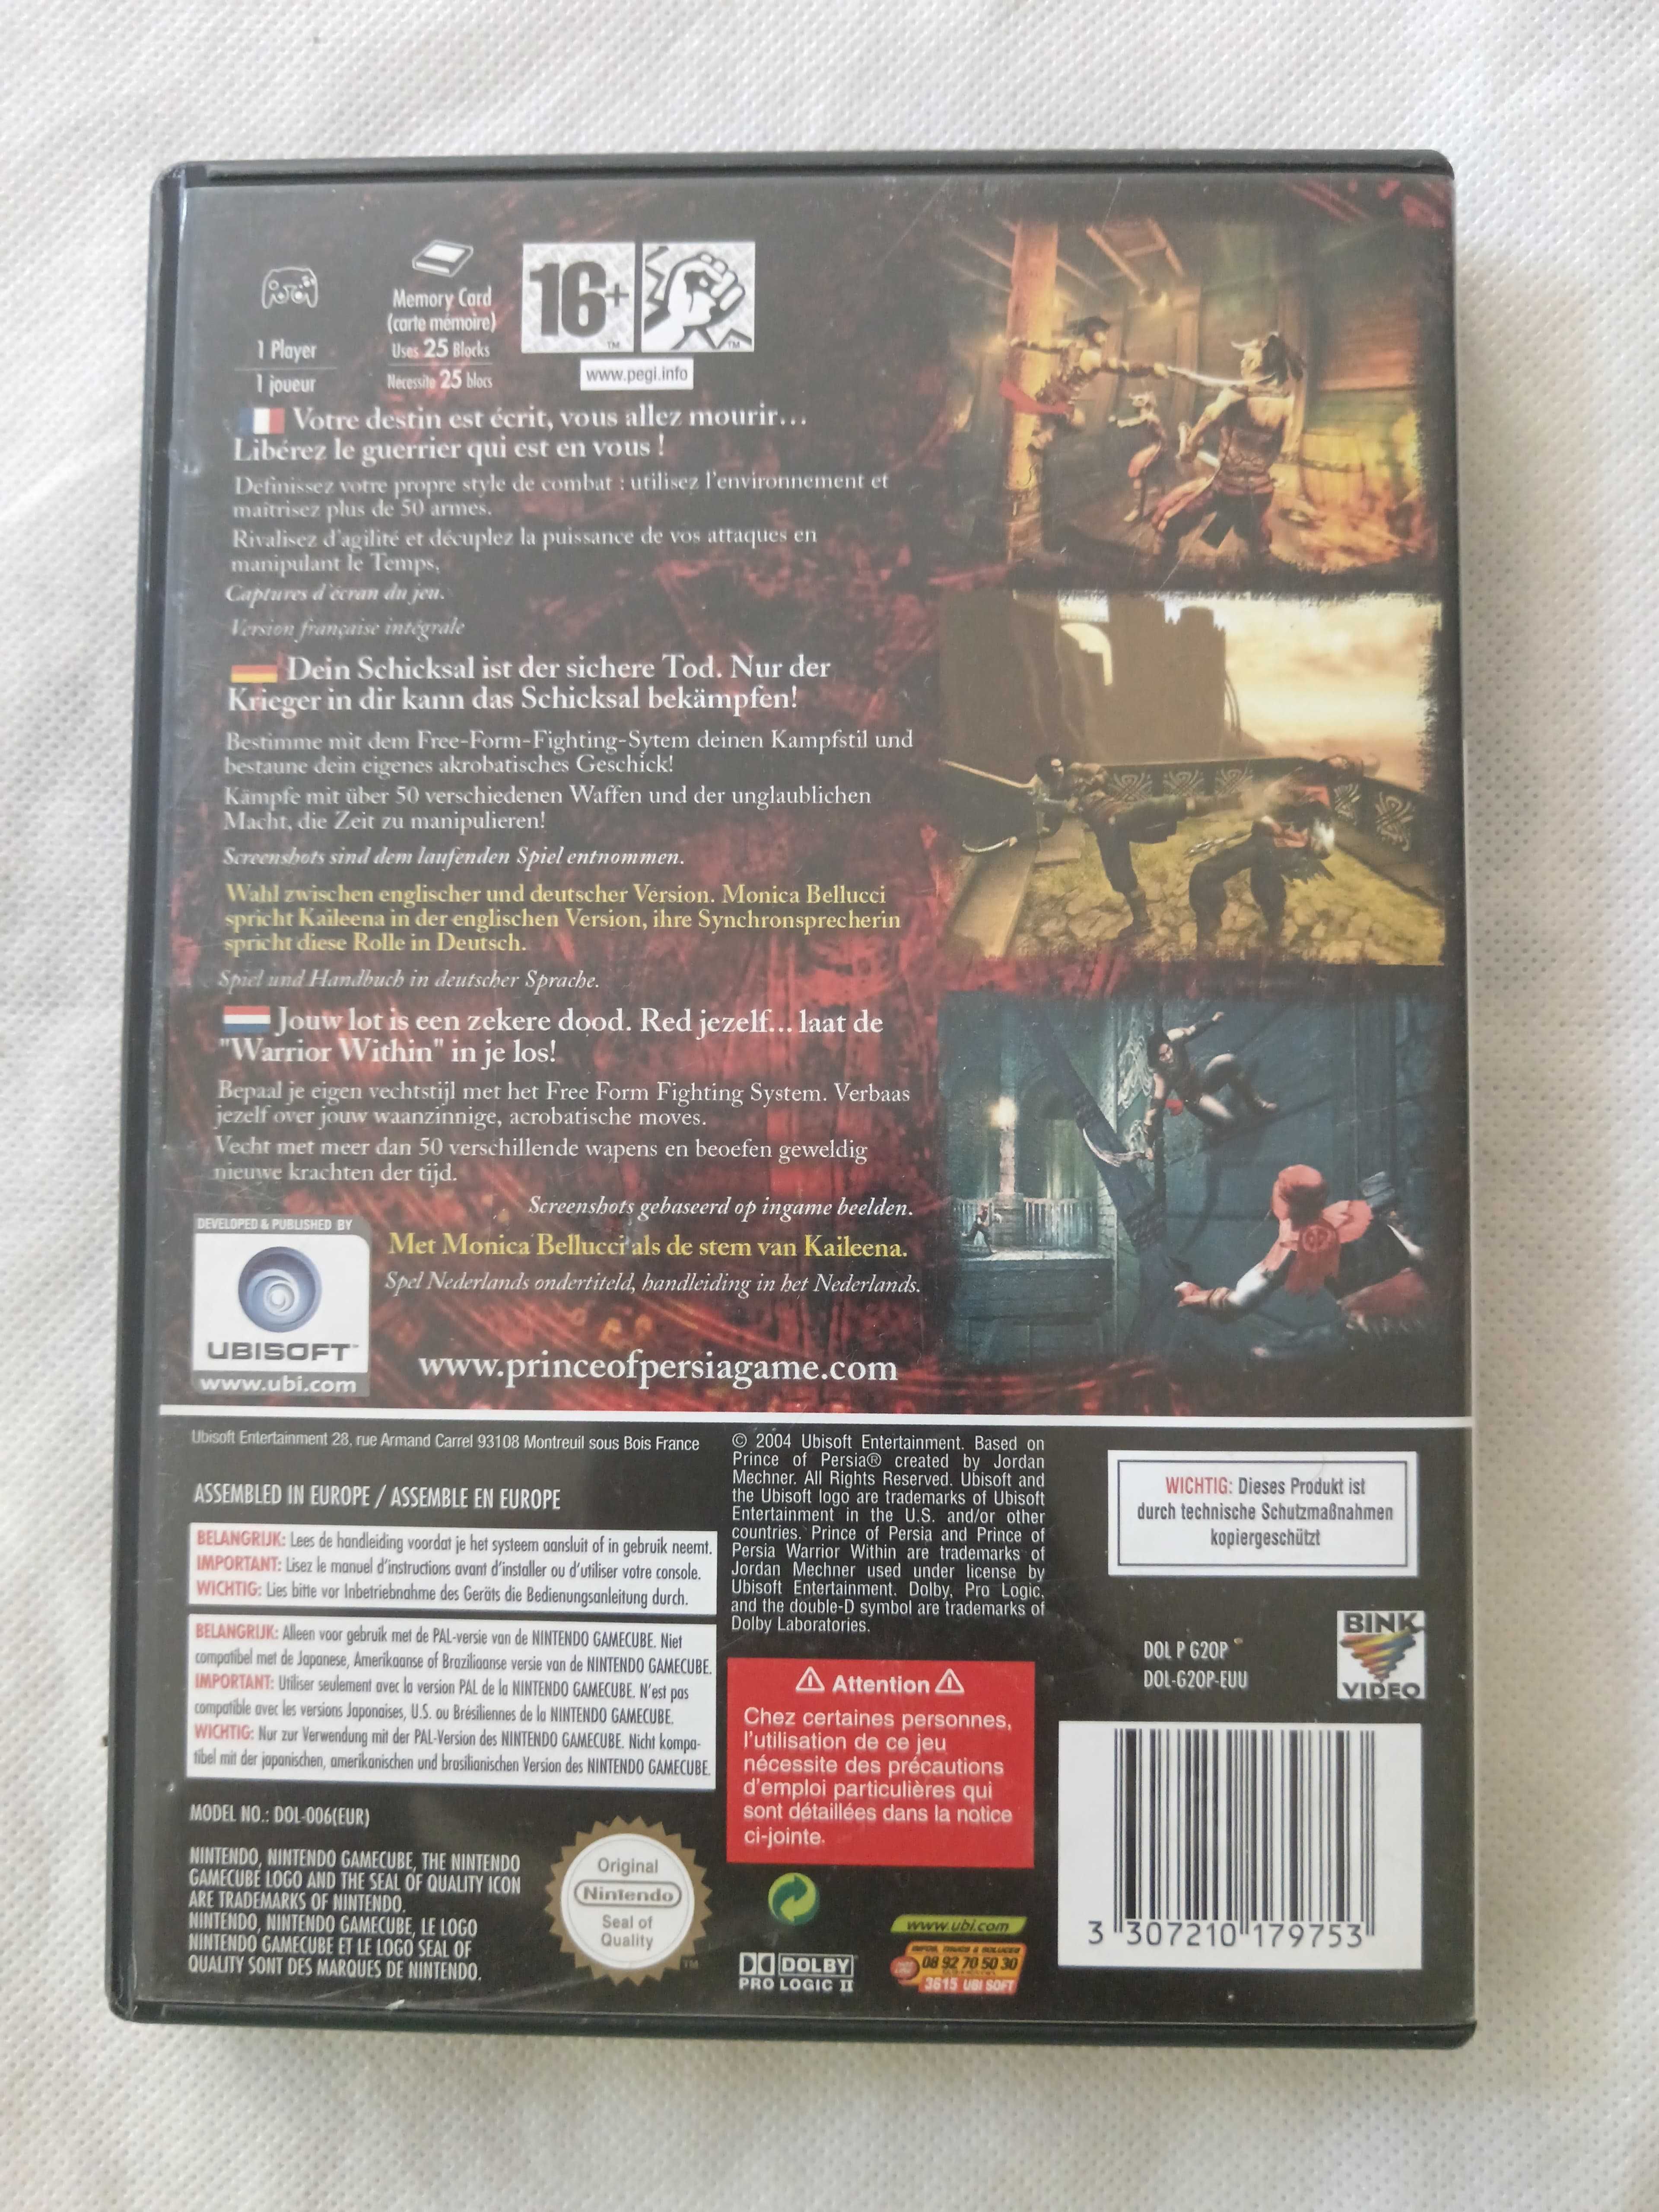 1 Player
1 joueur
Memory Card
(carte mémoire)
Uses 25 Blocks
Nécessite 25 blocs
16+
TM
TM
www.pegi.info
Votre destin est écrit, vous allez mourir...
Libérez le guerrier qui est en vous !
Definissez votre propre style de combat : utilisez l'environnement et
maitrisez plus de 50 armes.
Rivalisez d'agilité et décuplez la puissance de vos attaques en
manipulant le Temps.
Captures d'écran du jeu.
Version française intégrale
Dein Schicksal ist der sichere Tod. Nur der
Krieger in dir kann das Schicksal bekämpfen!
Bestimme mit dem Free-Form-Fighting-Sytem deinen Kampfstil und
bestaune dein eigenes akrobatisches Geschick!
Kämpfe mit über 50 verschiedenen Waffen und der unglaublichen
Macht, die Zeit zu manipulieren!
Screenshots sind dem laufenden Spiel entnommen.
Wahl zwischen englischer und deutscher Version. Monica Bellucci
spricht Kaileena in der englischen Version, ihre Synchronsprecherin
spricht diese Rolle in Deutsch.
Spiel und Handbuch in deutscher Sprache.
Jouw lot is een zekere dood. Red jezelf... laat de
"Warrior Within" in je los!
Bepaal je eigen vechtstijl met het Free Form Fighting System. Verbaas
jezelf over jouw waanzinnige, acrobatische moves.
Vecht met meer dan 50 verschillende wapens en beoefen geweldig
nieuwe krachten der tijd.
Screenshots gebaseerd op ingame beelden.
Met Monica Bellucci als de stem van Kaileena.
Spel Nederlands ondertiteld, handleiding in het Nederlands.
DEVELOPED & PUBLISHED BY
UBISOFT™
www.ubi.com
www.princeofpersiagame.com
Ubisoft Entertainment 28, rue Armand Carrel 93108 Montreuil sous Bois France
ASSEMBLED IN EUROPE / ASSEMBLE EN EUROPE
BELANGRIJK: Lees de handleiding voordat je het systeem aansluit of in gebruik neemt.
IMPORTANT: Lisez le manuel d'instructions avant d'installer ou d'utiliser votre console.
WICHTIG: Lies bitte vor Inbetriebnahme des Geräts die Bedienungsanleitung durch.
BELANGRIJK: Alleen voor gebruik met de PAL-versie van de NINTENDO GAMECUBE. Niet
compatibel met de Japanese, Amerikaanse of Braziliaanse versie van de NINTENDO GAMECUBE.
IMPORTANT: Utiliser seulement avec la version PAL de la NINTENDO GAMECUBE. N'est pas
compatible avec les versions Japonaises, U.S. ou Brésiliennes de la NINTENDO GAMECUBE.
WICHTIG: Nur zur Verwendung mit der PAL-Version des NINTENDO GAMECUBE. Nicht kompa-
tibel mit der japanischen, amerikanischen und brasilianischen Version des NINTENDO GAMECUBE.
MODEL NO.: DOL-006(EUR)
NINTENDO, NINTENDO GAMECUBE, THE NINTENDO
GAMECUBE LOGO AND THE SEAL OF QUALITY ICON
ARE TRADEMARKS OF NINTENDO.
NINTENDO, NINTENDO GAMECUBE, LE LOGO
NINTENDO GAMECUBE ET LE LOGO SEAL OF
QUALITY SONT DES MARQUES DE NINTENDO.
Original
Nintendo
Seal of
Quality
TM
© 2004 Ubisoft Entertainment. Based on
Prince of Persia® created by Jordan
Mechner. All Rights Reserved. Ubisoft and
the Ubisoft logo are trademarks of Ubisoft
Entertainment in the U.S. and/or other
countries. Prince of Persia and Prince of
Persia Warrior Within are trademarks of
Jordan Mechner used under license by
Ubisoft Entertainment. Dolby, Pro Logic,
and the double-D symbol are trademarks of
Dolby Laboratories.
Attention
Chez certaines personnes,
l'utilisation de ce jeu
nécessite des précautions
d'emploi particulières qui
sont détaillées dans la notice
ci-jointe.
DOLBY
PRO LOGIC II
www.ubi.com
INFOS, TRUCS & SOLUCES
08 92 70 50 30
3615 UBI SOFT
WICHTIG: Dieses Produkt ist
durch technische Schutzmaßnahmen
kopiergeschützt
DOL P G2OP
DOL-G2OP-EUU
BINK
VIDEO
3 307210 179753